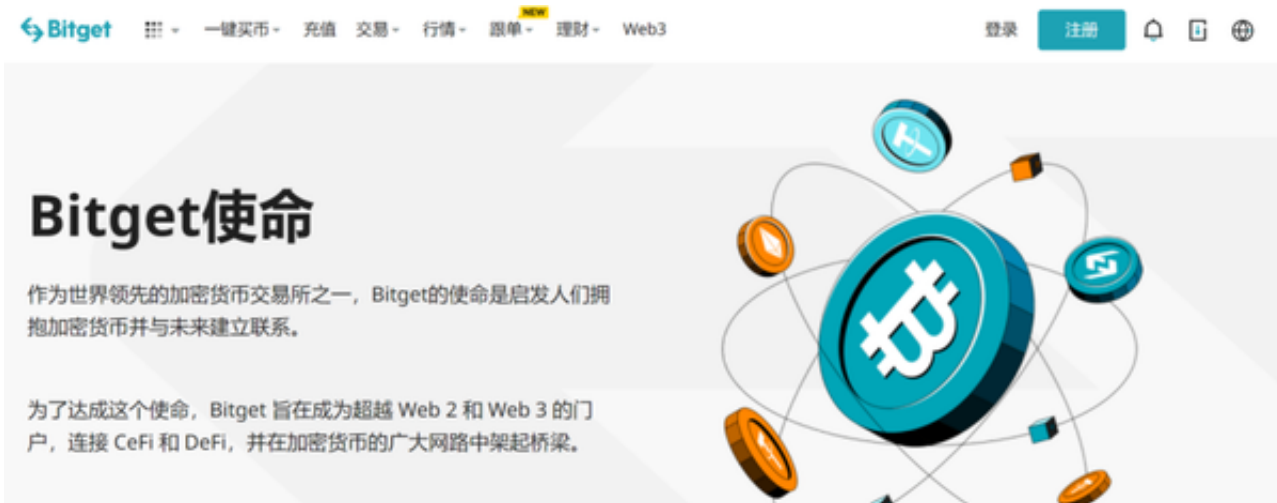 Bitget 一键买币 充值 交易 行情 跟单 NEW 理财 Web3 登录 注册
Bitget使命
作为世界领先的加密货币交易所之一，Bitget的使命是启发人们拥
抱加密货币并与未来建立联系。
为了达成这个使命，Bitget 旨在成为超越 Web 2 和 Web 3 的门
户，连接 CeFi 和 DeFi，并在加密货币的广大网路中架起桥梁。